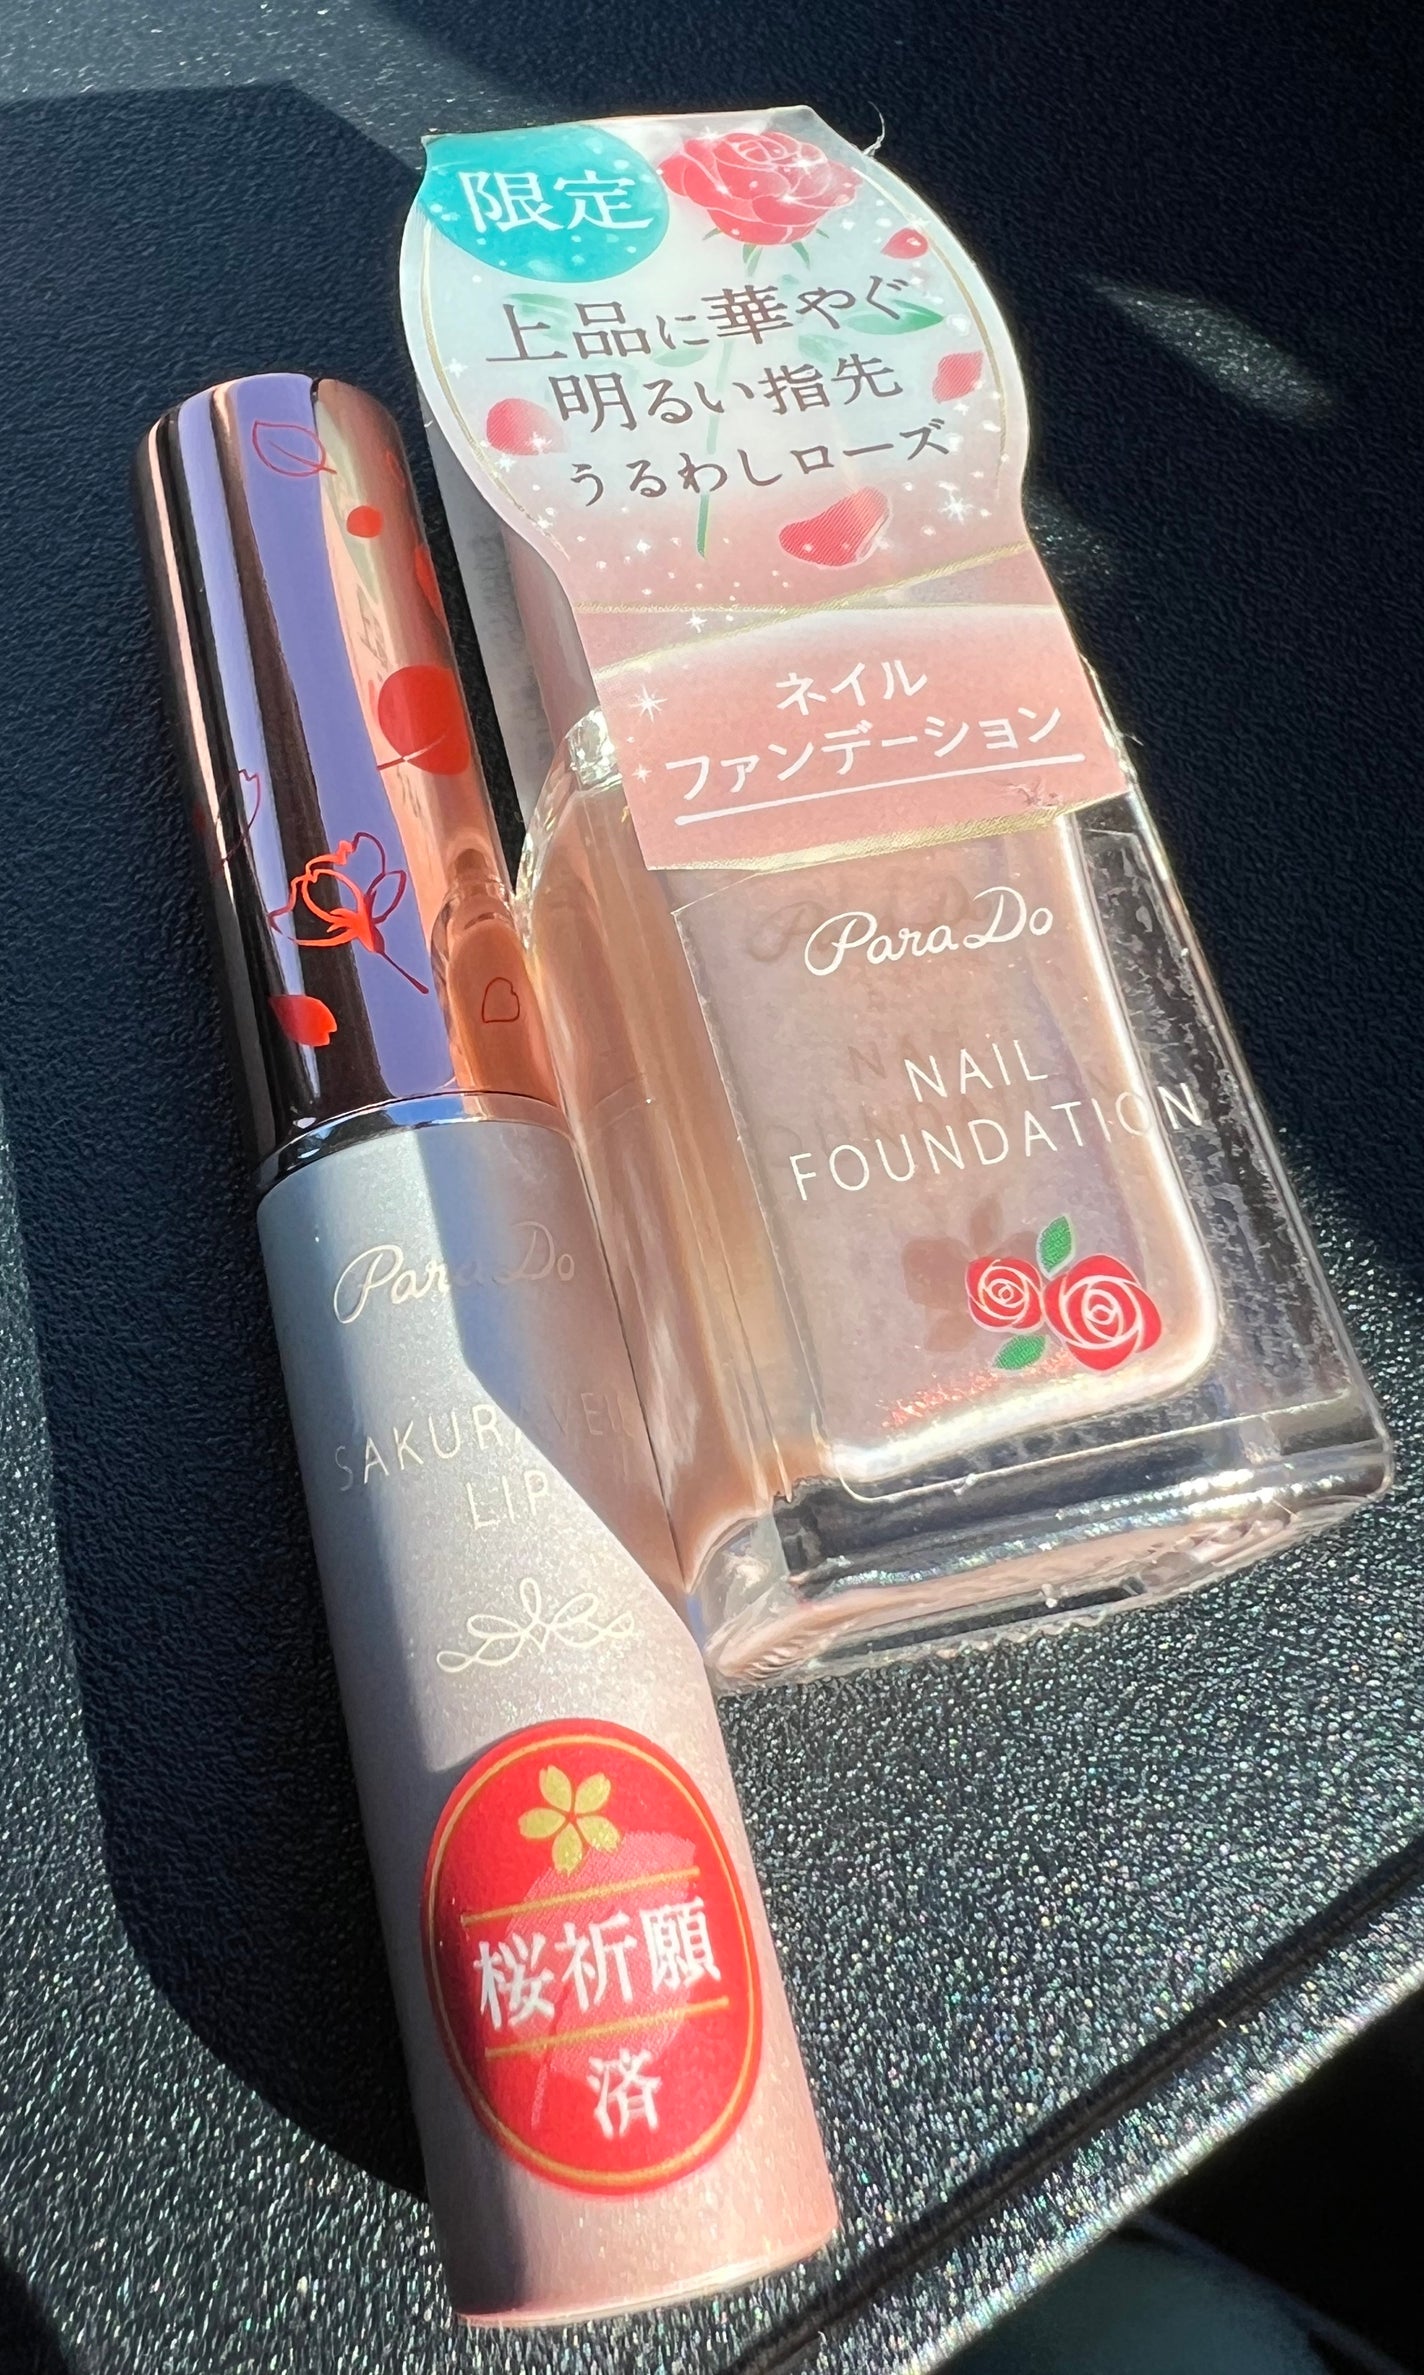 限定
上品に華やぐ
明るい指先
うるわしローズ
ネイル
ファンデーション
ParaDo
NAIL
FOUNDATION
ParaDo
SAKURA VEIL
LIP
桜祈願
済